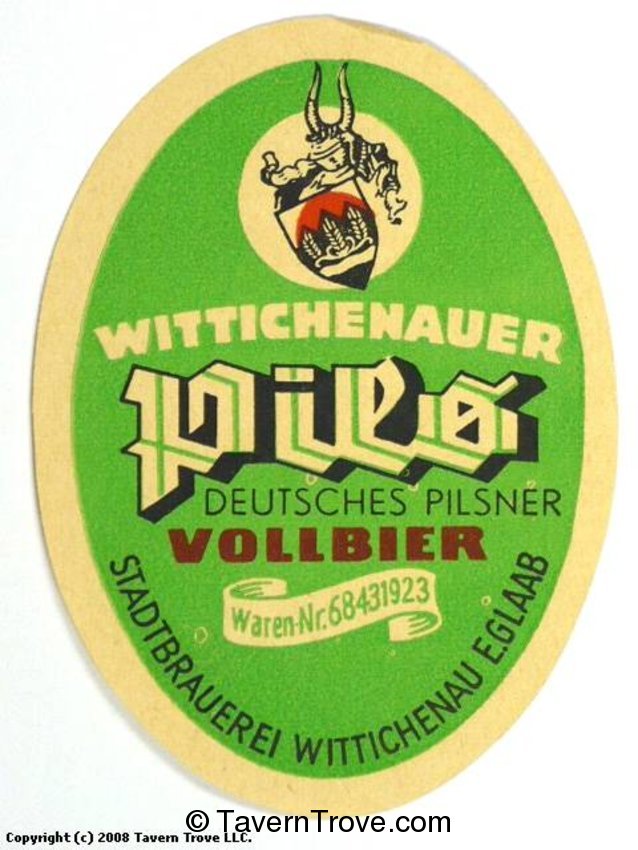 WITTICHENAUER
Pils
DEUTSCHES PILSNER
VOLLBIER
Waren-Nr. 68431923
STADTBRAUEREI WITTICHENAU E.GLAAB
© TavernTrove.com
Copyright (c) 2008 Tavern Trove LLC.